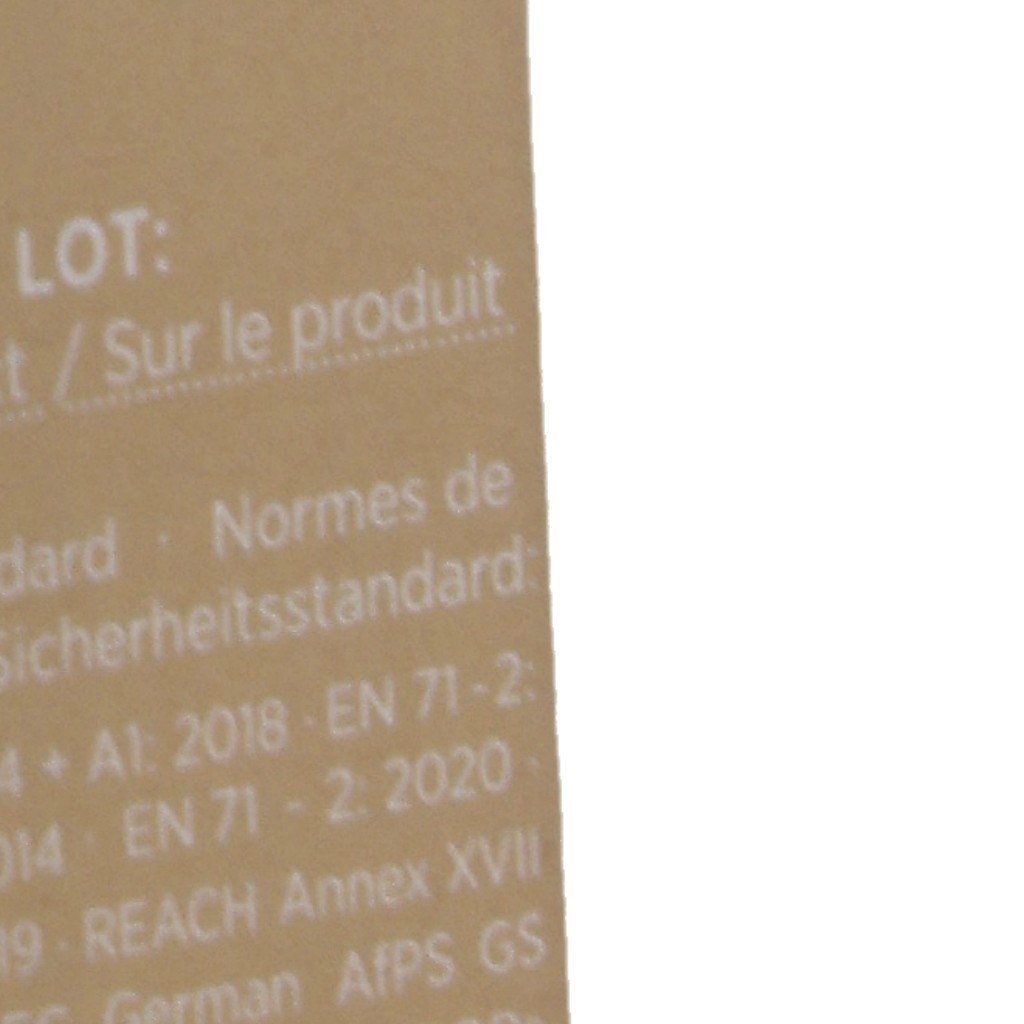 LOT:
t / Sur le produit
dard · Normes de
Sicherheitsstandard:
4 + A1: 2018 · EN 71 - 2:
014 · EN 71 - 2: 2020 ·
19 · REACH Annex XVII
German AfPS GS